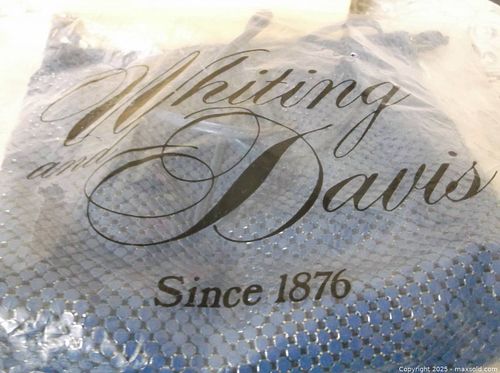 Whiting
and Davis
Since 1876
Copyright 2025 - maxsold.com